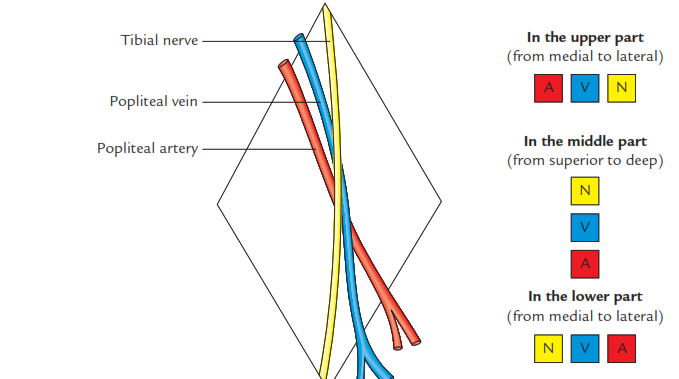 Tibial nerve
Popliteal vein
Popliteal artery
In the upper part
(from medial to lateral)
A V N
In the middle part
(from superior to deep)
N
V
A
In the lower part
(from medial to lateral)
N V A